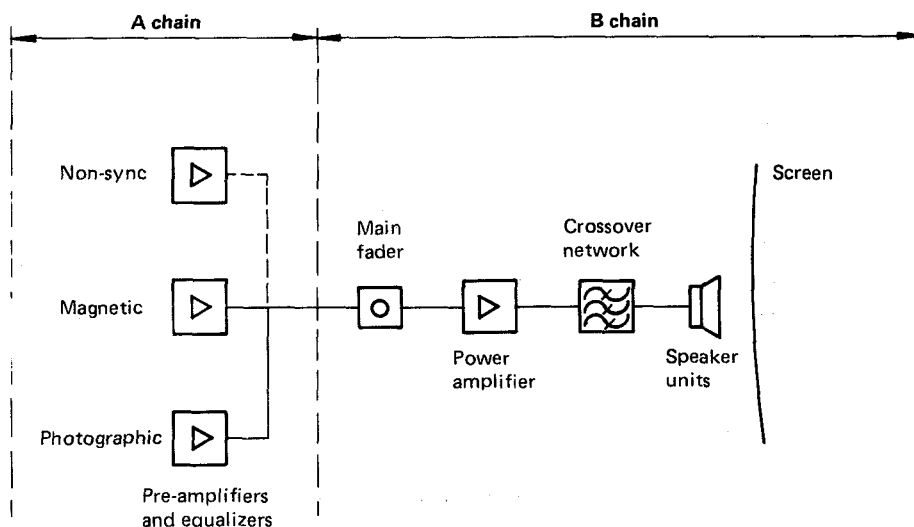 A chain
B chain
Non-sync
Screen
Main
fader
Crossover
network
Magnetic
Power
amplifier
Speaker
units
Photographic
Pre-amplifiers
and equalizers